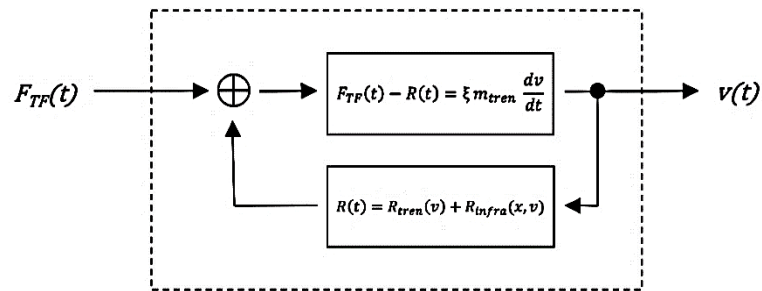 F_TF(t)
F_TF(t) − R(t) = ξ m_tren dv/dt
v(t)
R(t) = R_tren(v) + R_infra(x, v)